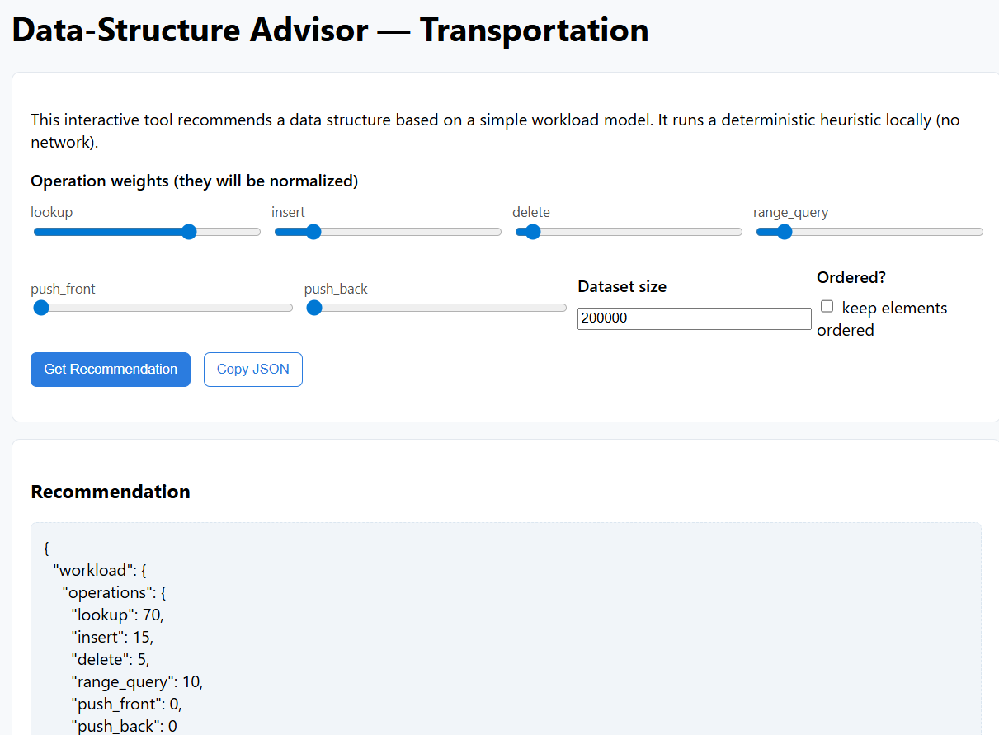 Data-Structure Advisor — Transportation
This interactive tool recommends a data structure based on a simple workload model. It runs a deterministic heuristic locally (no
network).
Operation weights (they will be normalized)
lookup
insert
delete
range_query
push_front
push_back
Dataset size
200000
Ordered?
keep elements
ordered
Get Recommendation
Copy JSON
Recommendation
{
"workload": {
"operations": {
"lookup": 70,
"insert": 15,
"delete": 5,
"range_query": 10,
"push_front": 0,
"push_back": 0